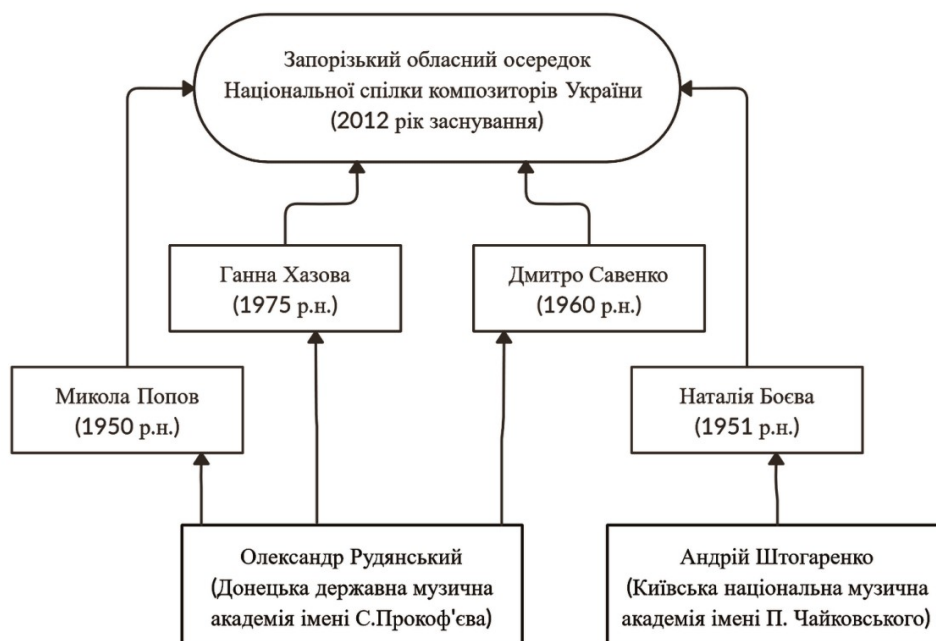 Запорізький обласний осередок
Національної спілки композиторів України
(2012 рік заснування)
Ганна Хазова
(1975 р.н.)
Дмитро Савенко
(1960 р.н.)
Микола Попов
(1950 р.н.)
Наталія Боєва
(1951 р.н.)
Олександр Рудянський
(Донецька державна музична
академія імені С.Прокоф'єва)
Андрій Штогаренко
(Київська національна музична
академія імені П. Чайковського)